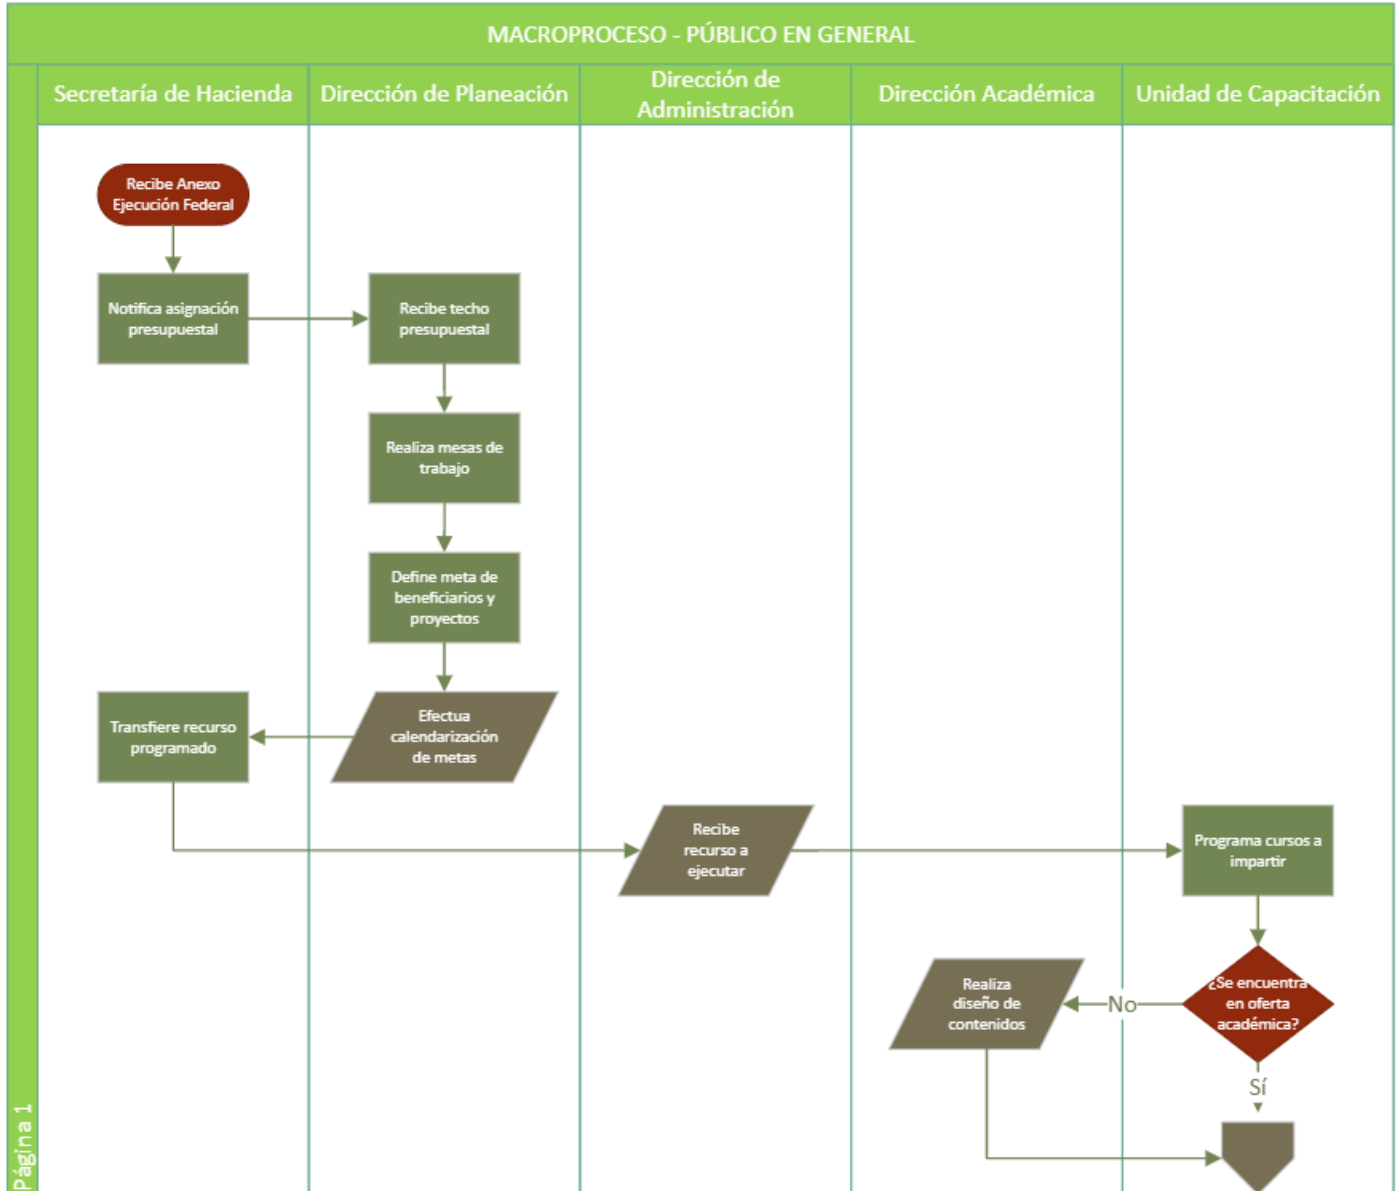 MACROPROCESO - PÚBLICO EN GENERAL
Secretaría de Hacienda
Dirección de Planeación
Dirección de
Administración
Dirección Académica
Unidad de Capacitación
Recibe Anexo
Ejecución Federal
Notifica asignación
presupuestal
Recibe techo
presupuestal
Realiza mesas de
trabajo
Define meta de
beneficiarios y
proyectos
Transfiere recurso
programado
Efectua
calendarización
de metas
Recibe
recurso a
ejecutar
Programa cursos a
impartir
Realiza
diseño de
contenidos
No
¿Se encuentra
en oferta
académica?
Sí
Página 1